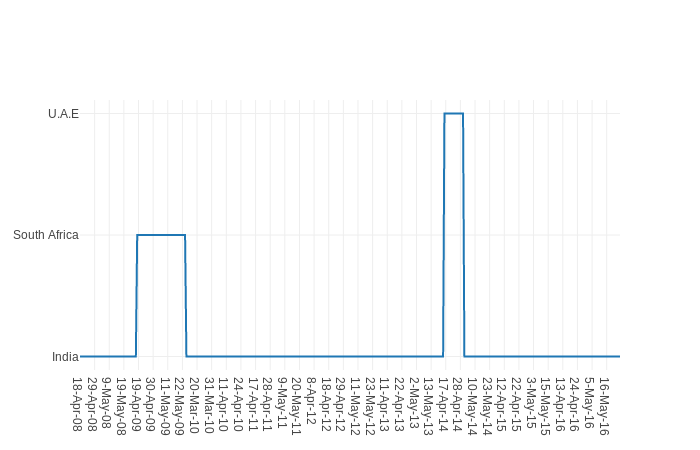 U.A.E
South Africa
India
18-Apr-08
29-Apr-08
9-May-08
19-May-08
19-Apr-09
30-Apr-09
11-May-09
22-May-09
20-Mar-10
31-Mar-10
11-Apr-10
24-Apr-10
17-Apr-11
28-Apr-11
9-May-11
20-May-11
8-Apr-12
18-Apr-12
29-Apr-12
11-May-12
23-May-12
11-Apr-13
22-Apr-13
2-May-13
13-May-13
17-Apr-14
28-Apr-14
10-May-14
23-May-14
12-Apr-15
22-Apr-15
3-May-15
15-May-15
13-Apr-16
24-Apr-16
5-May-16
16-May-16